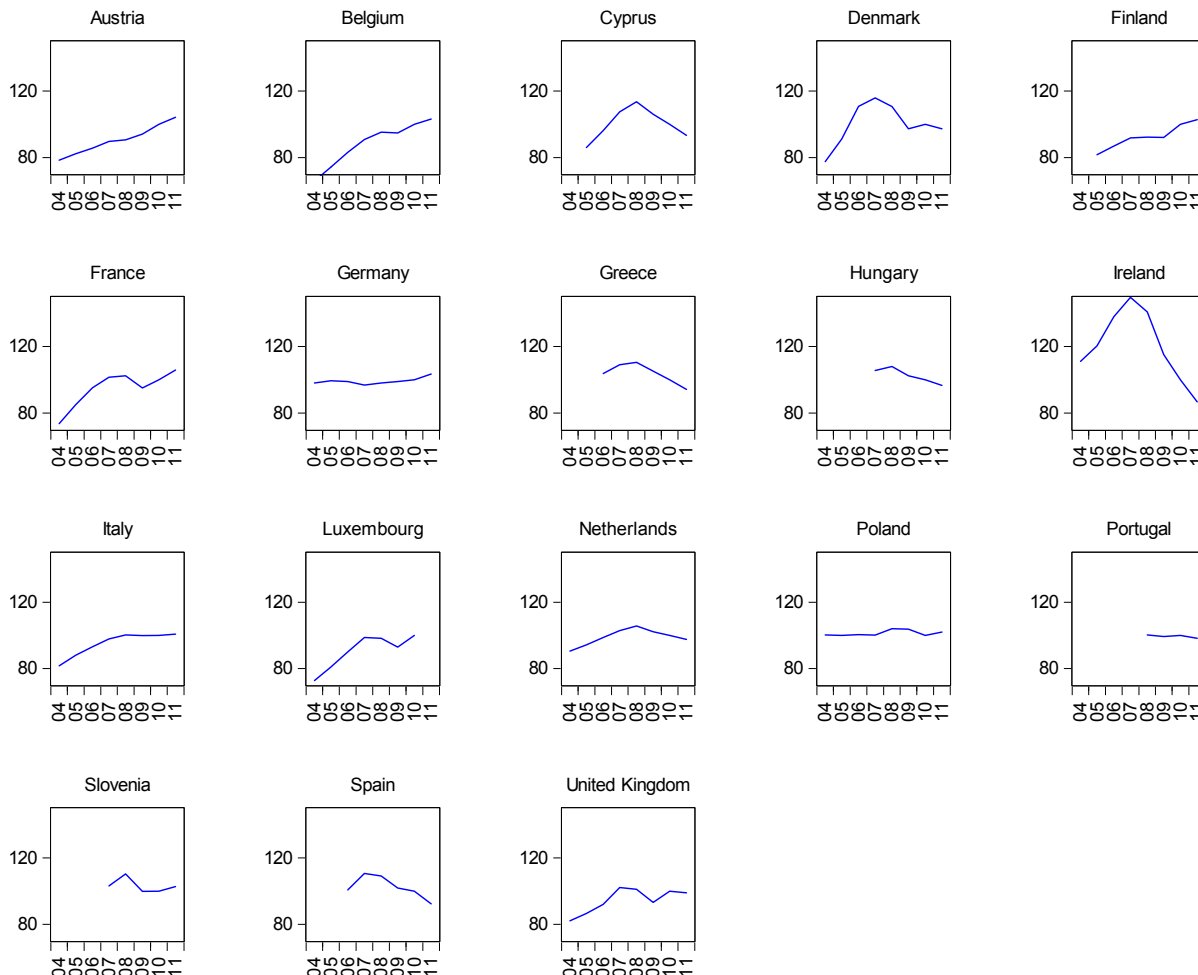 Austria Belgium Cyprus Denmark Finland
120 120 120 120 120
80 80 80 80 80
04 05 06 07 08 09 10 11 04 05 06 07 08 09 10 11 04 05 06 07 08 09 10 11 04 05 06 07 08 09 10 11 04 05 06 07 08 09 10 11
France Germany Greece Hungary Ireland
120 120 120 120 120
80 80 80 80 80
04 05 06 07 08 09 10 11 04 05 06 07 08 09 10 11 04 05 06 07 08 09 10 11 04 05 06 07 08 09 10 11 04 05 06 07 08 09 10 11
Italy Luxembourg Netherlands Poland Portugal
120 120 120 120 120
80 80 80 80 80
04 05 06 07 08 09 10 11 04 05 06 07 08 09 10 11 04 05 06 07 08 09 10 11 04 05 06 07 08 09 10 11 04 05 06 07 08 09 10 11
Slovenia Spain United Kingdom
120 120 120
80 80 80
04 05 06 07 08 09 10 11 04 05 06 07 08 09 10 11 04 05 06 07 08 09 10 11